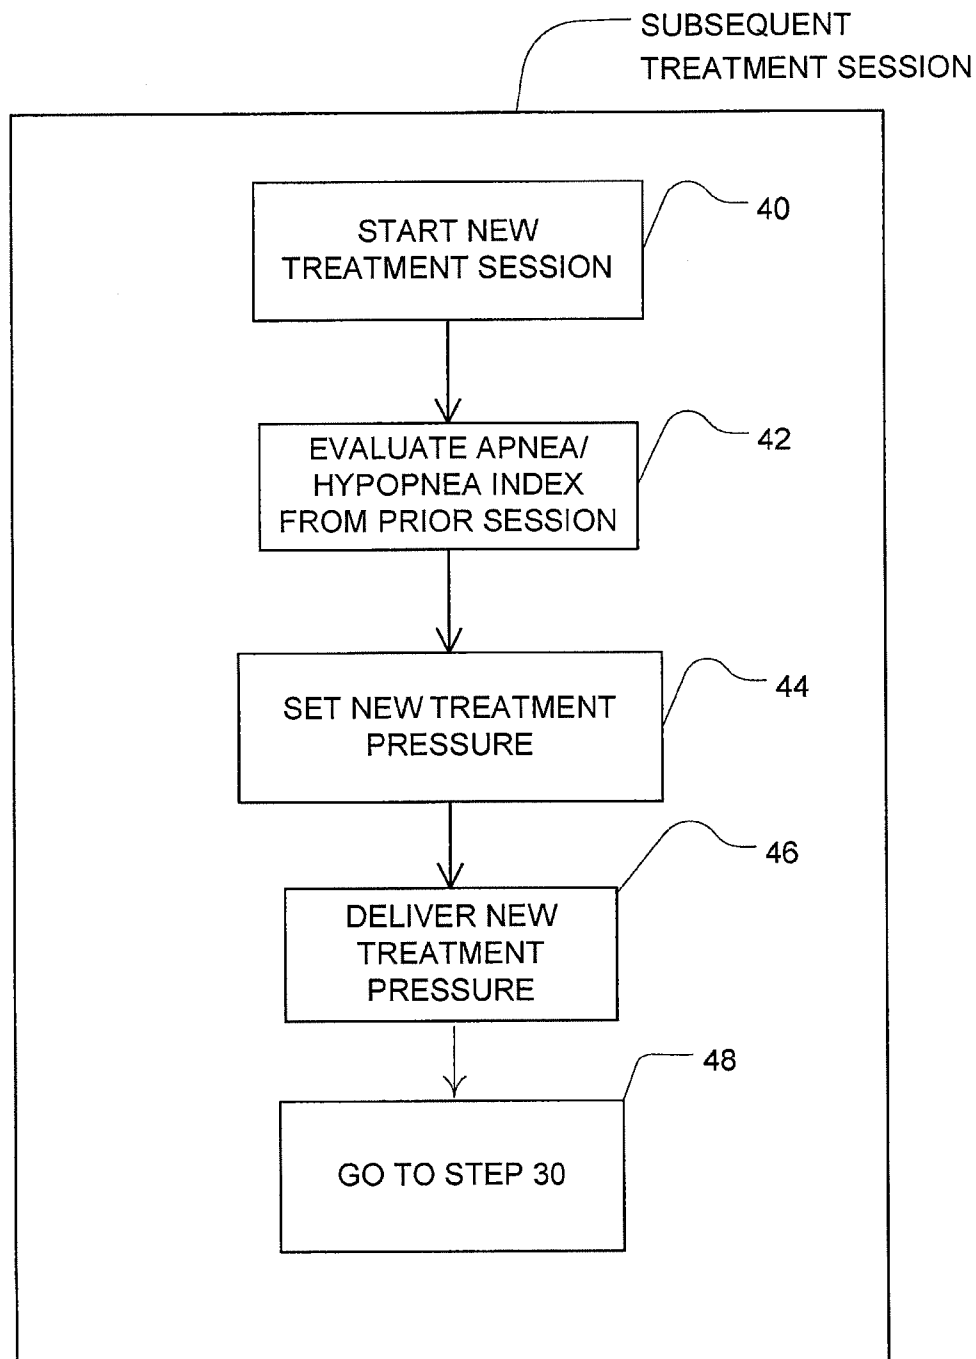 SUBSEQUENT
TREATMENT SESSION
START NEW
TREATMENT SESSION
40
EVALUATE APNEA/
HYPOPNEA INDEX
FROM PRIOR SESSION
42
SET NEW TREATMENT
PRESSURE
44
DELIVER NEW
TREATMENT
PRESSURE
46
GO TO STEP 30
48